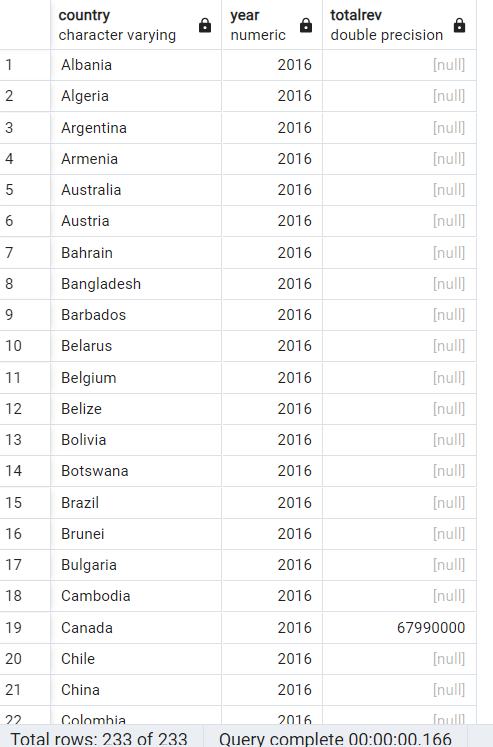 country year totalrev
character varying numeric double precision
1 Albania 2016 [null]
2 Algeria 2016 [null]
3 Argentina 2016 [null]
4 Armenia 2016 [null]
5 Australia 2016 [null]
6 Austria 2016 [null]
7 Bahrain 2016 [null]
8 Bangladesh 2016 [null]
9 Barbados 2016 [null]
10 Belarus 2016 [null]
11 Belgium 2016 [null]
12 Belize 2016 [null]
13 Bolivia 2016 [null]
14 Botswana 2016 [null]
15 Brazil 2016 [null]
16 Brunei 2016 [null]
17 Bulgaria 2016 [null]
18 Cambodia 2016 [null]
19 Canada 2016 67990000
20 Chile 2016 [null]
21 China 2016 [null]
22 Colombia 2016 [null]
Total rows: 233 of 233 Query complete 00:00:00.166